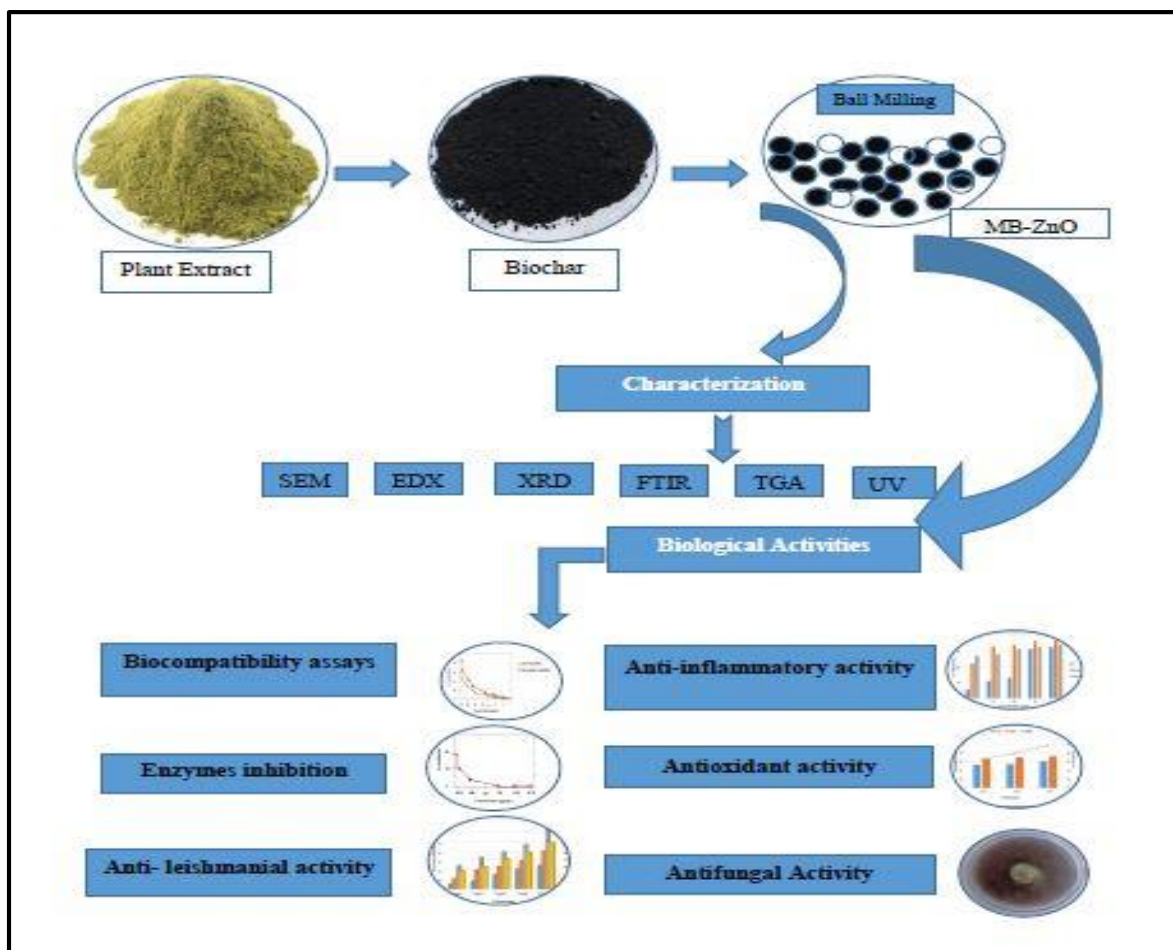 Ball Milling
Plant Extract
Biochar
MB-ZnO
Characterization
SEM
EDX
XRD
FTIR
TGA
UV
Biological Activities
Biocompatibility assays
Anti-inflammatory activity
Enzymes inhibition
Antioxidant activity
Anti- leishmanial activity
Antifungal Activity